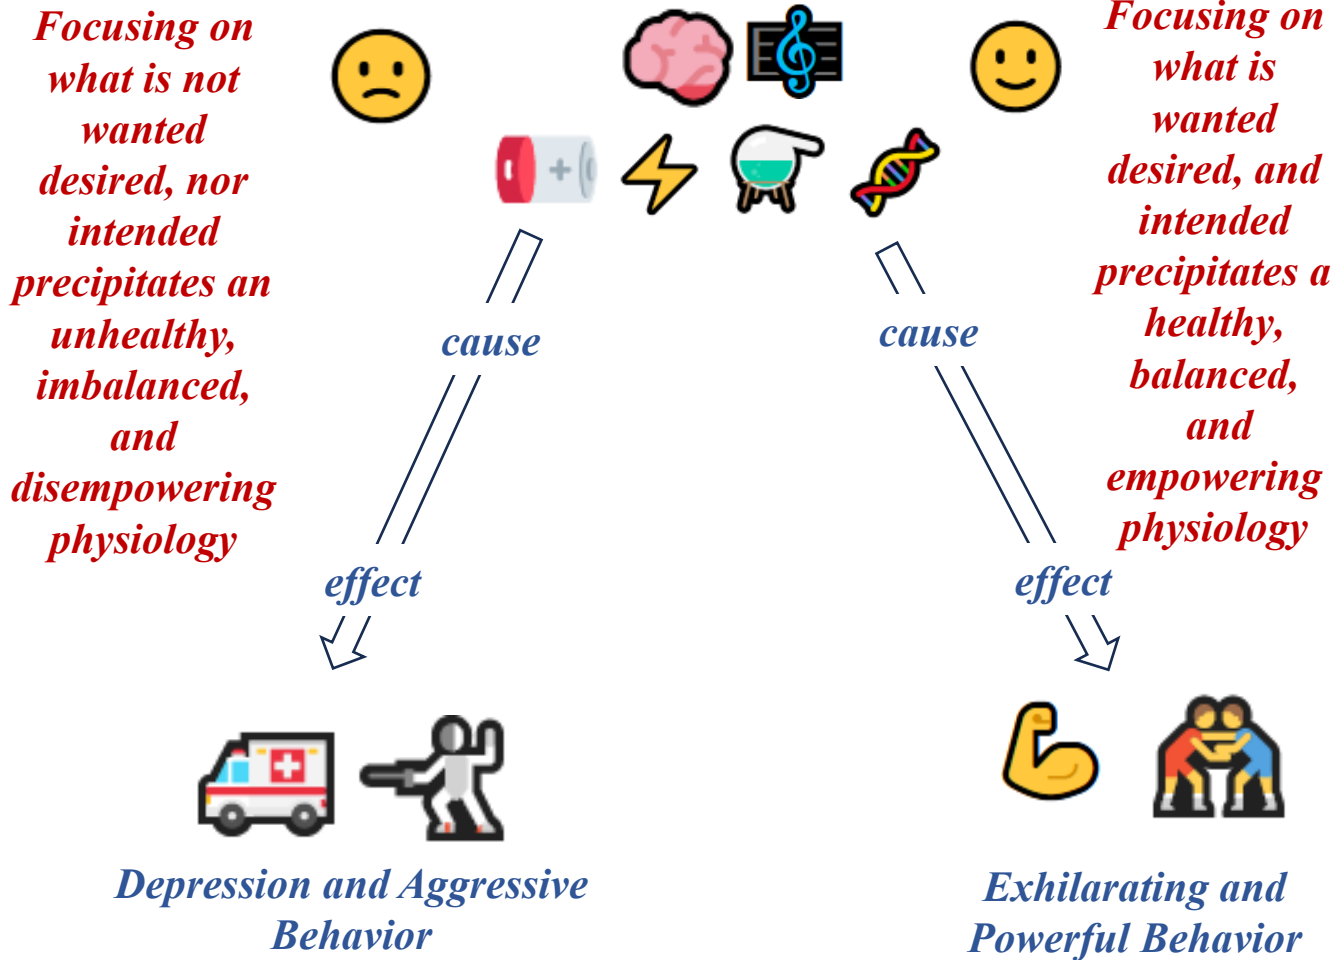 Focusing on
what is not
wanted
desired, nor
intended
precipitates an
unhealthy,
imbalanced,
and
disempowering
physiology
Focusing on
what is
wanted
desired, and
intended
precipitates a
healthy,
balanced,
and
empowering
physiology
cause
cause
effect
effect
Depression and Aggressive
Behavior
Exhilarating and
Powerful Behavior